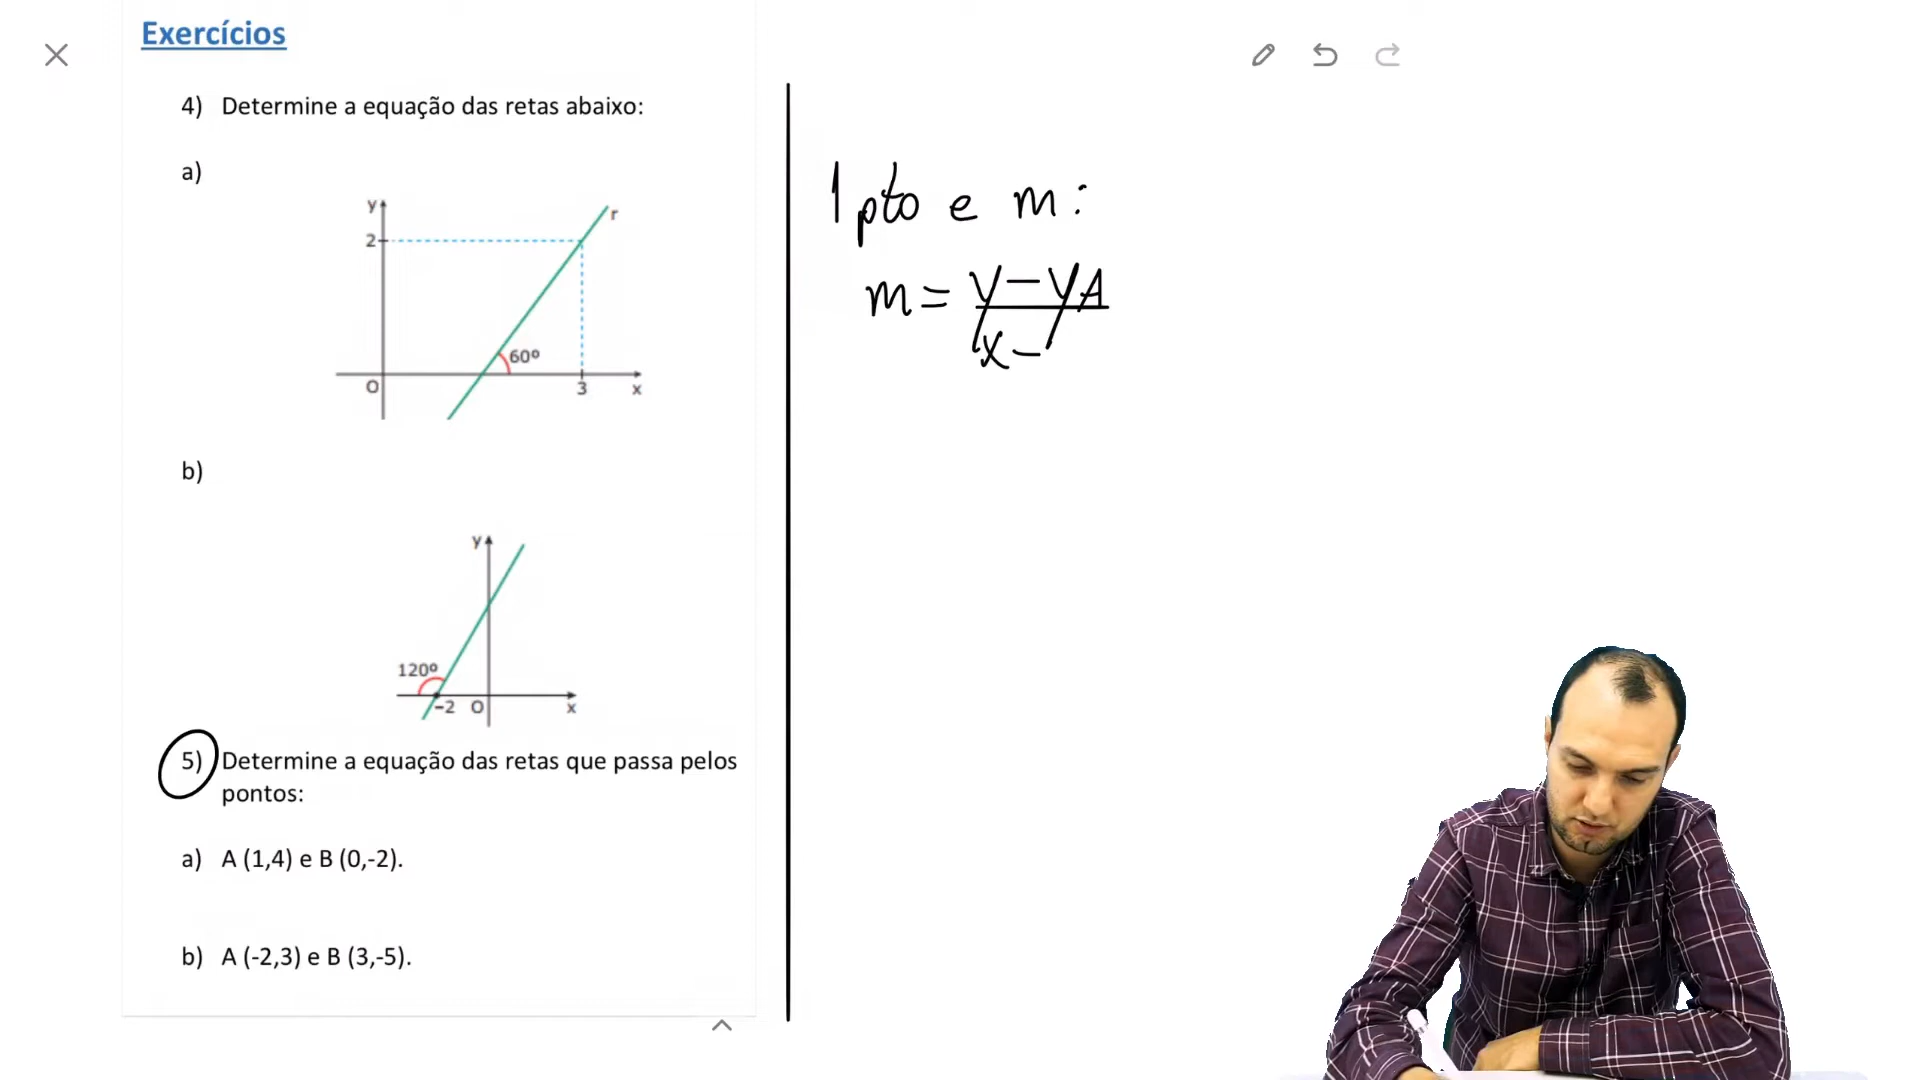 Exercícios
4) Determine a equação das retas abaixo:
a)
y
r
2
60º
O
3
x
b)
y
120º
-2
O
x
5) Determine a equação das retas que passa pelos
pontos:
a) A (1,4) e B (0,-2).
b) A (-2,3) e B (3,-5).
1 pto e m:
m = y - yA
x -